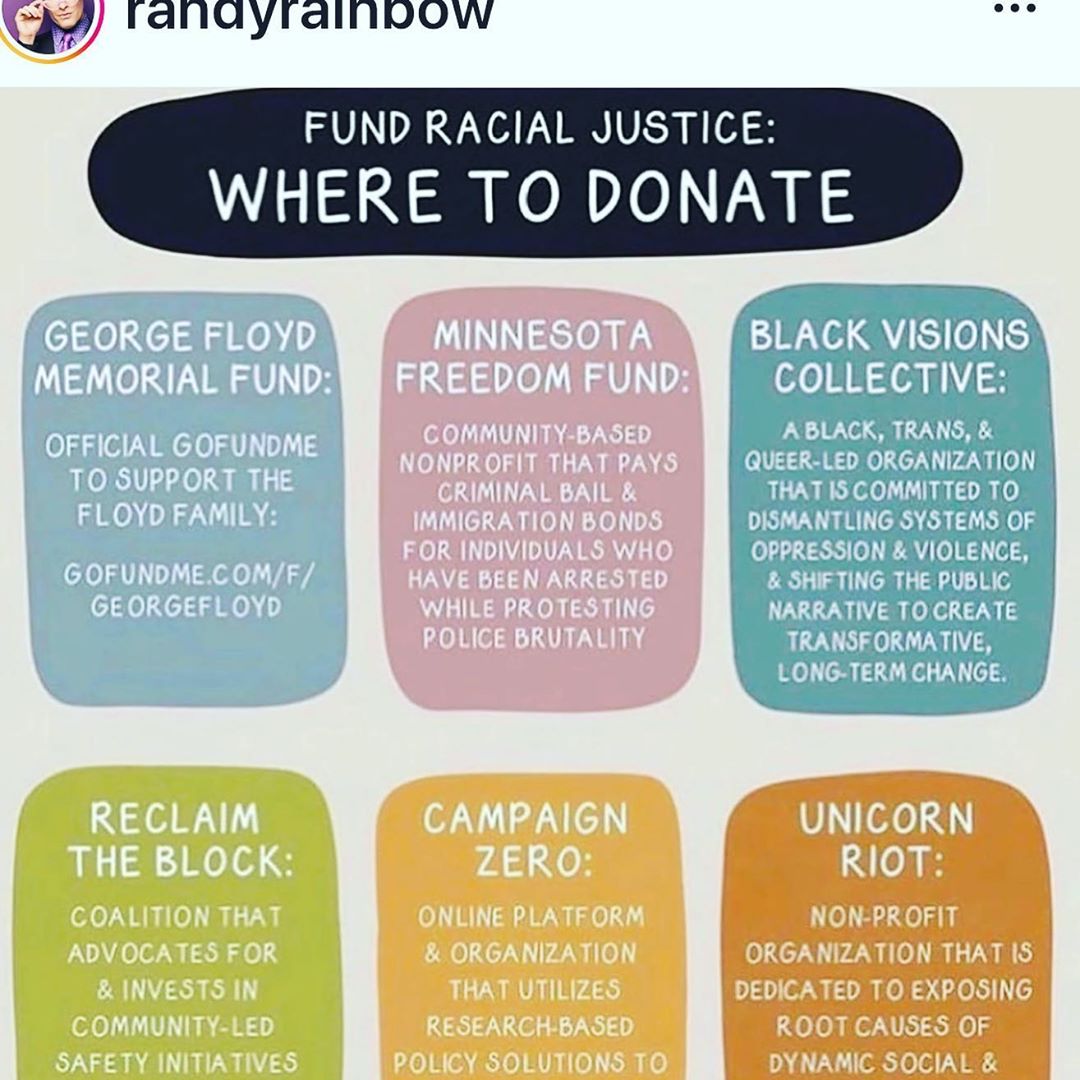 randyrainbow
FUND RACIAL JUSTICE:
WHERE TO DONATE
GEORGE FLOYD
MEMORIAL FUND:
OFFICIAL GOFUNDME
TO SUPPORT THE
FLOYD FAMILY:
GOFUNDME.COM/F/
GEORGEFLOYD
MINNESOTA
FREEDOM FUND:
COMMUNITY-BASED
NONPROFIT THAT PAYS
CRIMINAL BAIL &
IMMIGRATION BONDS
FOR INDIVIDUALS WHO
HAVE BEEN ARRESTED
WHILE PROTESTING
POLICE BRUTALITY
BLACK VISIONS
COLLECTIVE:
A BLACK, TRANS, &
QUEER-LED ORGANIZATION
THAT IS COMMITTED TO
DISMANTLING SYSTEMS OF
OPPRESSION & VIOLENCE,
& SHIFTING THE PUBLIC
NARRATIVE TO CREATE
TRANSFORMATIVE,
LONG-TERM CHANGE.
RECLAIM
THE BLOCK:
COALITION THAT
ADVOCATES FOR
& INVESTS IN
COMMUNITY-LED
SAFETY INITIATIVES
CAMPAIGN
ZERO:
ONLINE PLATFORM
& ORGANIZATION
THAT UTILIZES
RESEARCH-BASED
POLICY SOLUTIONS TO
UNICORN
RIOT:
NON-PROFIT
ORGANIZATION THAT IS
DEDICATED TO EXPOSING
ROOT CAUSES OF
DYNAMIC SOCIAL &